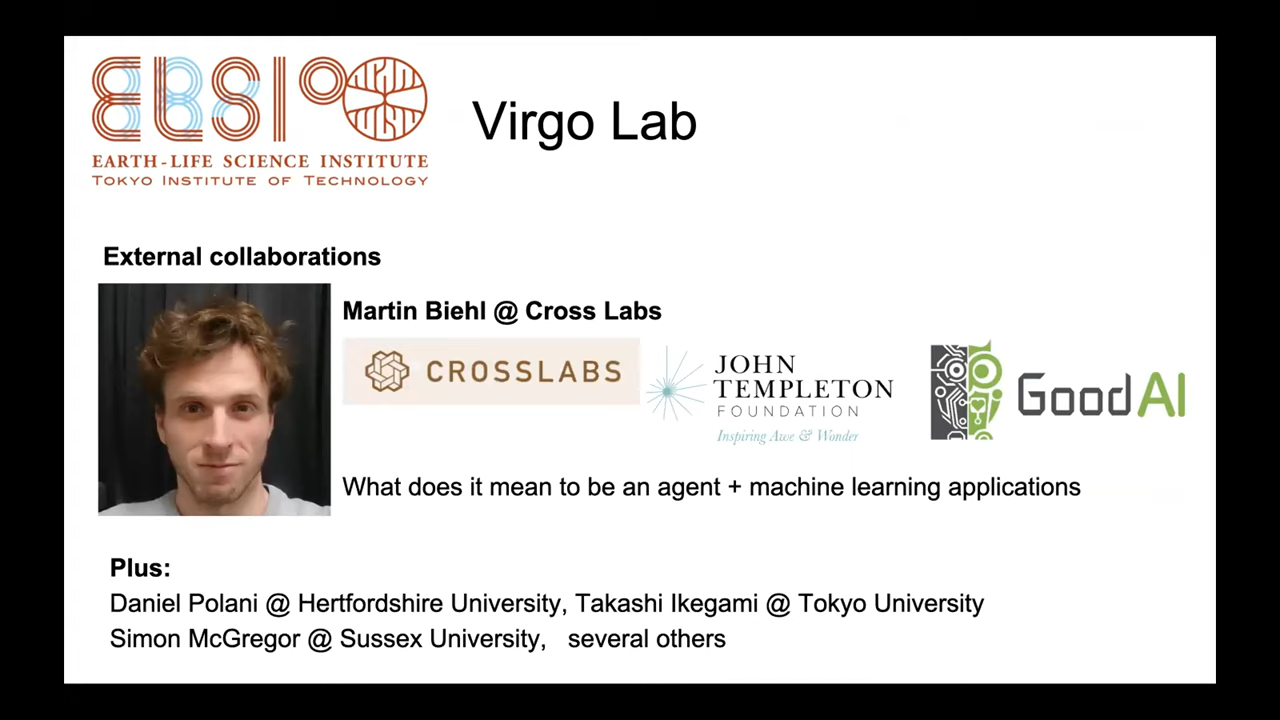 ELSI
EARTH-LIFE SCIENCE INSTITUTE
TOKYO INSTITUTE OF TECHNOLOGY
Virgo Lab
External collaborations
Martin Biehl @ Cross Labs
CROSSLABS
JOHN
TEMPLETON
FOUNDATION
Inspiring Awe & Wonder
GoodAI
What does it mean to be an agent + machine learning applications
Plus:
Daniel Polani @ Hertfordshire University, Takashi Ikegami @ Tokyo University
Simon McGregor @ Sussex University, several others